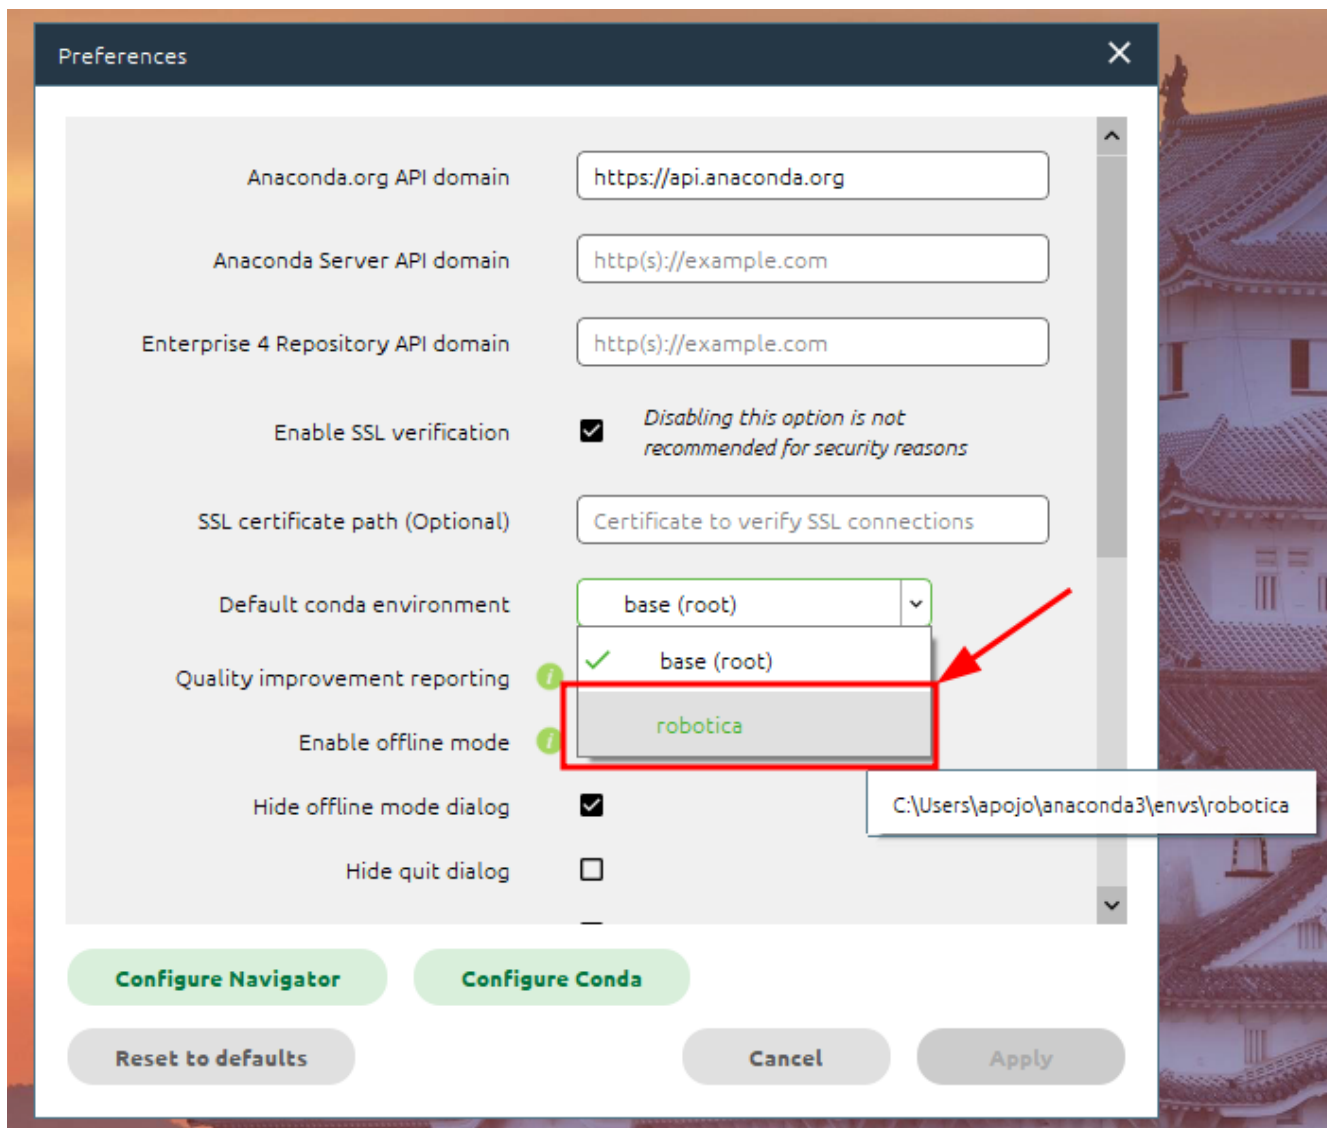 Preferences
Anaconda.org API domain
https://api.anaconda.org
Anaconda Server API domain
http(s)://example.com
Enterprise 4 Repository API domain
http(s)://example.com
Enable SSL verification
Disabling this option is not
recommended for security reasons
SSL certificate path (Optional)
Certificate to verify SSL connections
Default conda environment
base (root)
base (root)
Quality improvement reporting
i
robotica
Enable offline mode
i
Hide offline mode dialog
C:\Users\apojo\anaconda3\envs\robotica
Hide quit dialog
Configure Navigator
Configure Conda
Reset to defaults
Cancel
Apply